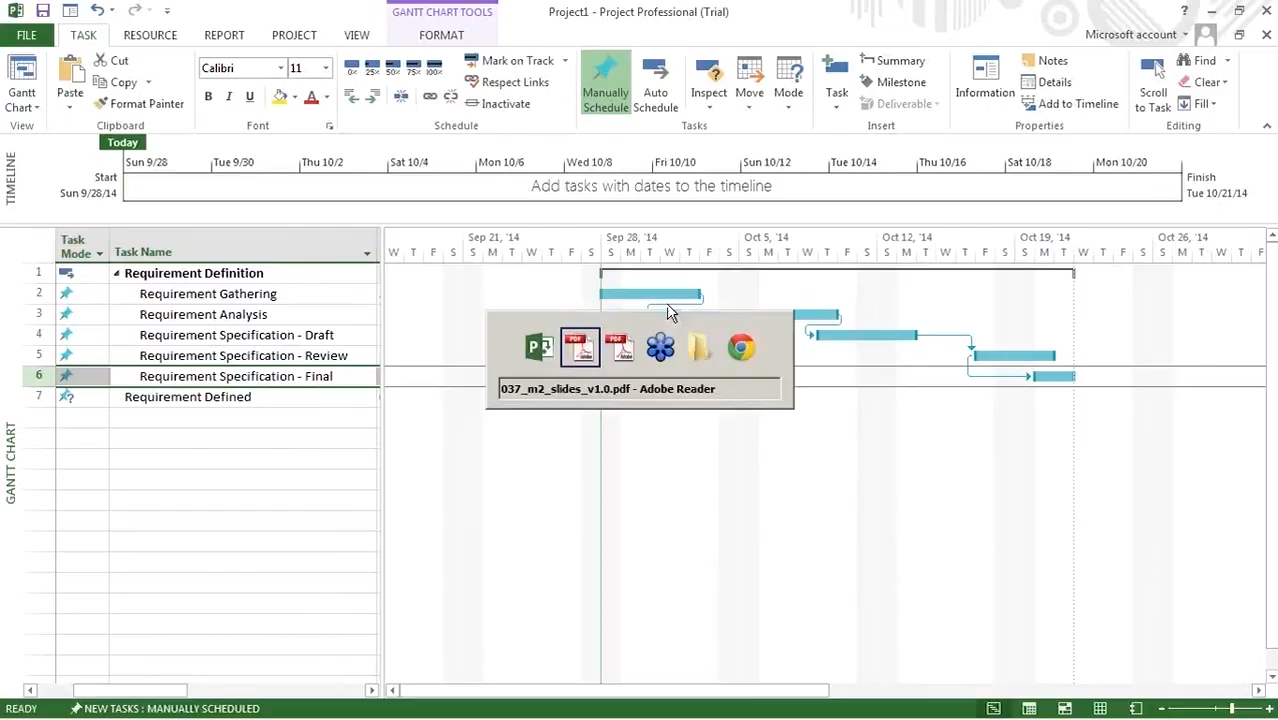 GANTT CHART TOOLS
Project1 - Project Professional (Trial)
?
FILE TASK RESOURCE REPORT PROJECT VIEW FORMAT
Microsoft account
Gantt
Chart
View
Paste
Cut
Copy
Format Painter
Clipboard
Calibri 11
B I U A
Font
0% 25% 50% 75% 100%
Mark on Track
Respect Links
Inactivate
Schedule
Manually
Schedule
Auto
Schedule
Inspect
Move
Mode
Tasks
Task
Summary
Milestone
Deliverable
Insert
Information
Notes
Details
Add to Timeline
Properties
Scroll
to Task
Find
Clear
Fill
Editing
TIMELINE
Today
Sun 9/28 Tue 9/30 Thu 10/2 Sat 10/4 Mon 10/6 Wed 10/8 Fri 10/10 Sun 10/12 Tue 10/14 Thu 10/16 Sat 10/18 Mon 10/20
Start
Sun 9/28/14
Add tasks with dates to the timeline
Finish
Tue 10/21/14
GANTT CHART
Task
Mode
Task Name
Sep 21, '14 Sep 28, '14 Oct 5, '14 Oct 12, '14 Oct 19, '14 Oct 26, '14
W T F S S M T W T F S S M T W T F S S M T W T F S S M T W T F S S M T W T F S S M T W T F
1 Requirement Definition
2 Requirement Gathering
3 Requirement Analysis
4 Requirement Specification - Draft
5 Requirement Specification - Review
6 Requirement Specification - Final
7 Requirement Defined
037_m2_slides_v1.0.pdf - Adobe Reader
READY NEW TASKS : MANUALLY SCHEDULED